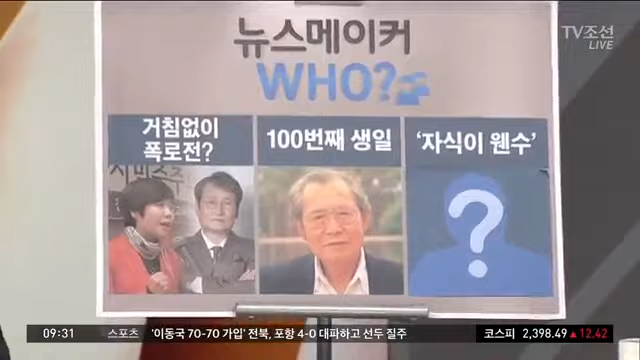 뉴스메이커
WHO?
TV조선
LIVE
거침없이
폭로전?
100번째 생일
'자식이 웬수'
?
09:31 스포츠 '이동국 70-70 가입' 전북, 포항 4-0 대파하고 선두 질주 코스피 2,398.49▲12.42